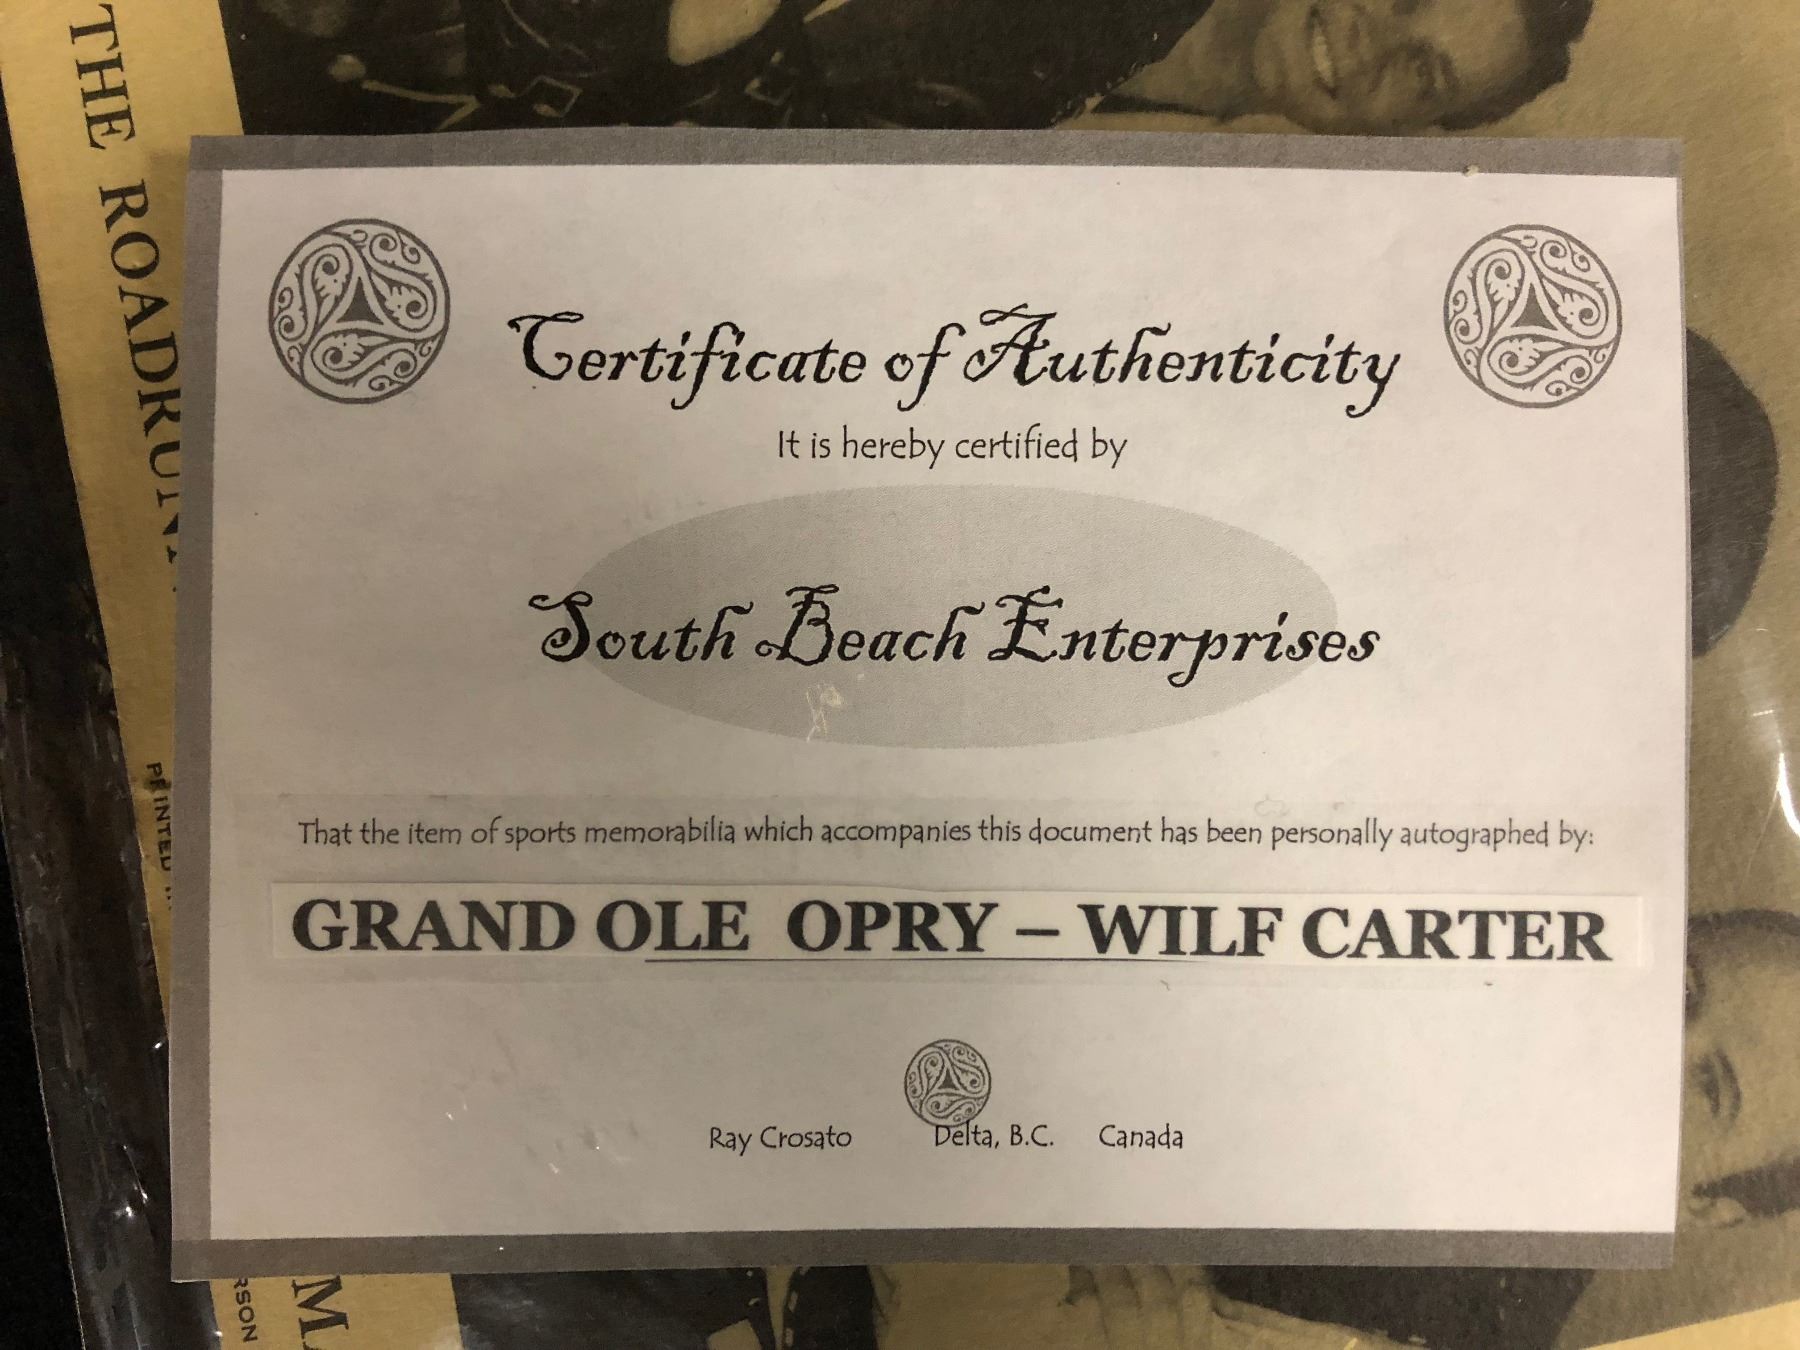 THE ROADRUN
Certificate of Authenticity
It is hereby certified by
South Beach Enterprises
That the item of sports memorabilia which accompanies this document has been personally autographed by:
GRAND OLE OPRY – WILF CARTER
Ray Crosato Delta, B.C. Canada
PRINTED